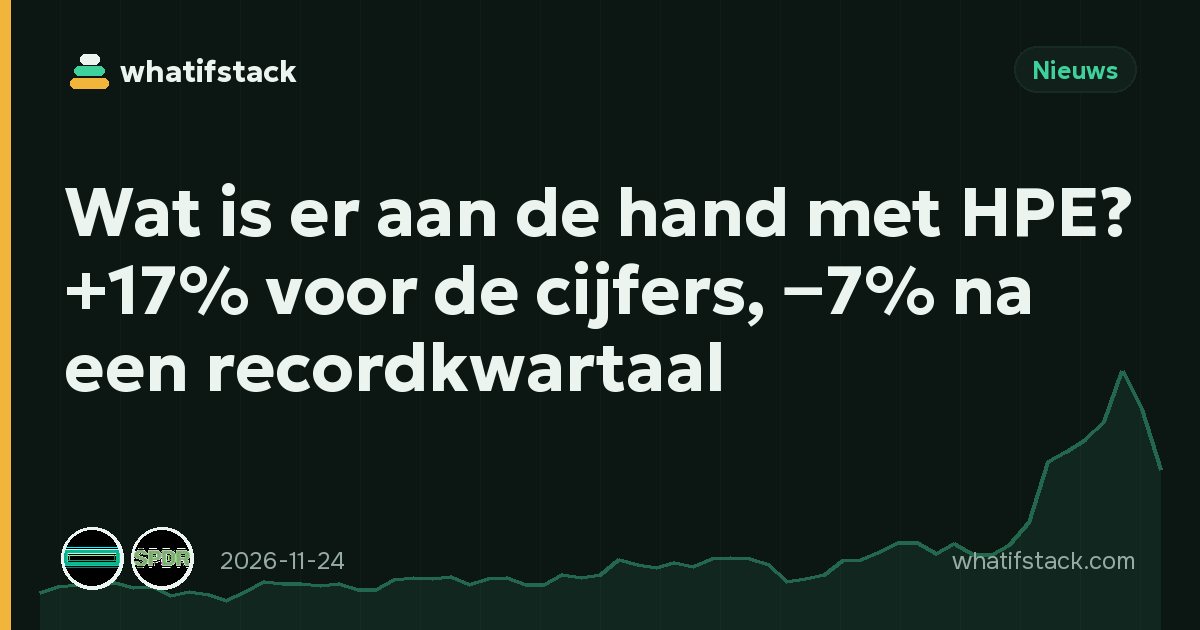 whatifstack
Nieuws
Wat is er aan de hand met HPE?
+17% voor de cijfers, −7% na
een recordkwartaal
SPDR
2026-11-24
whatifstack.com